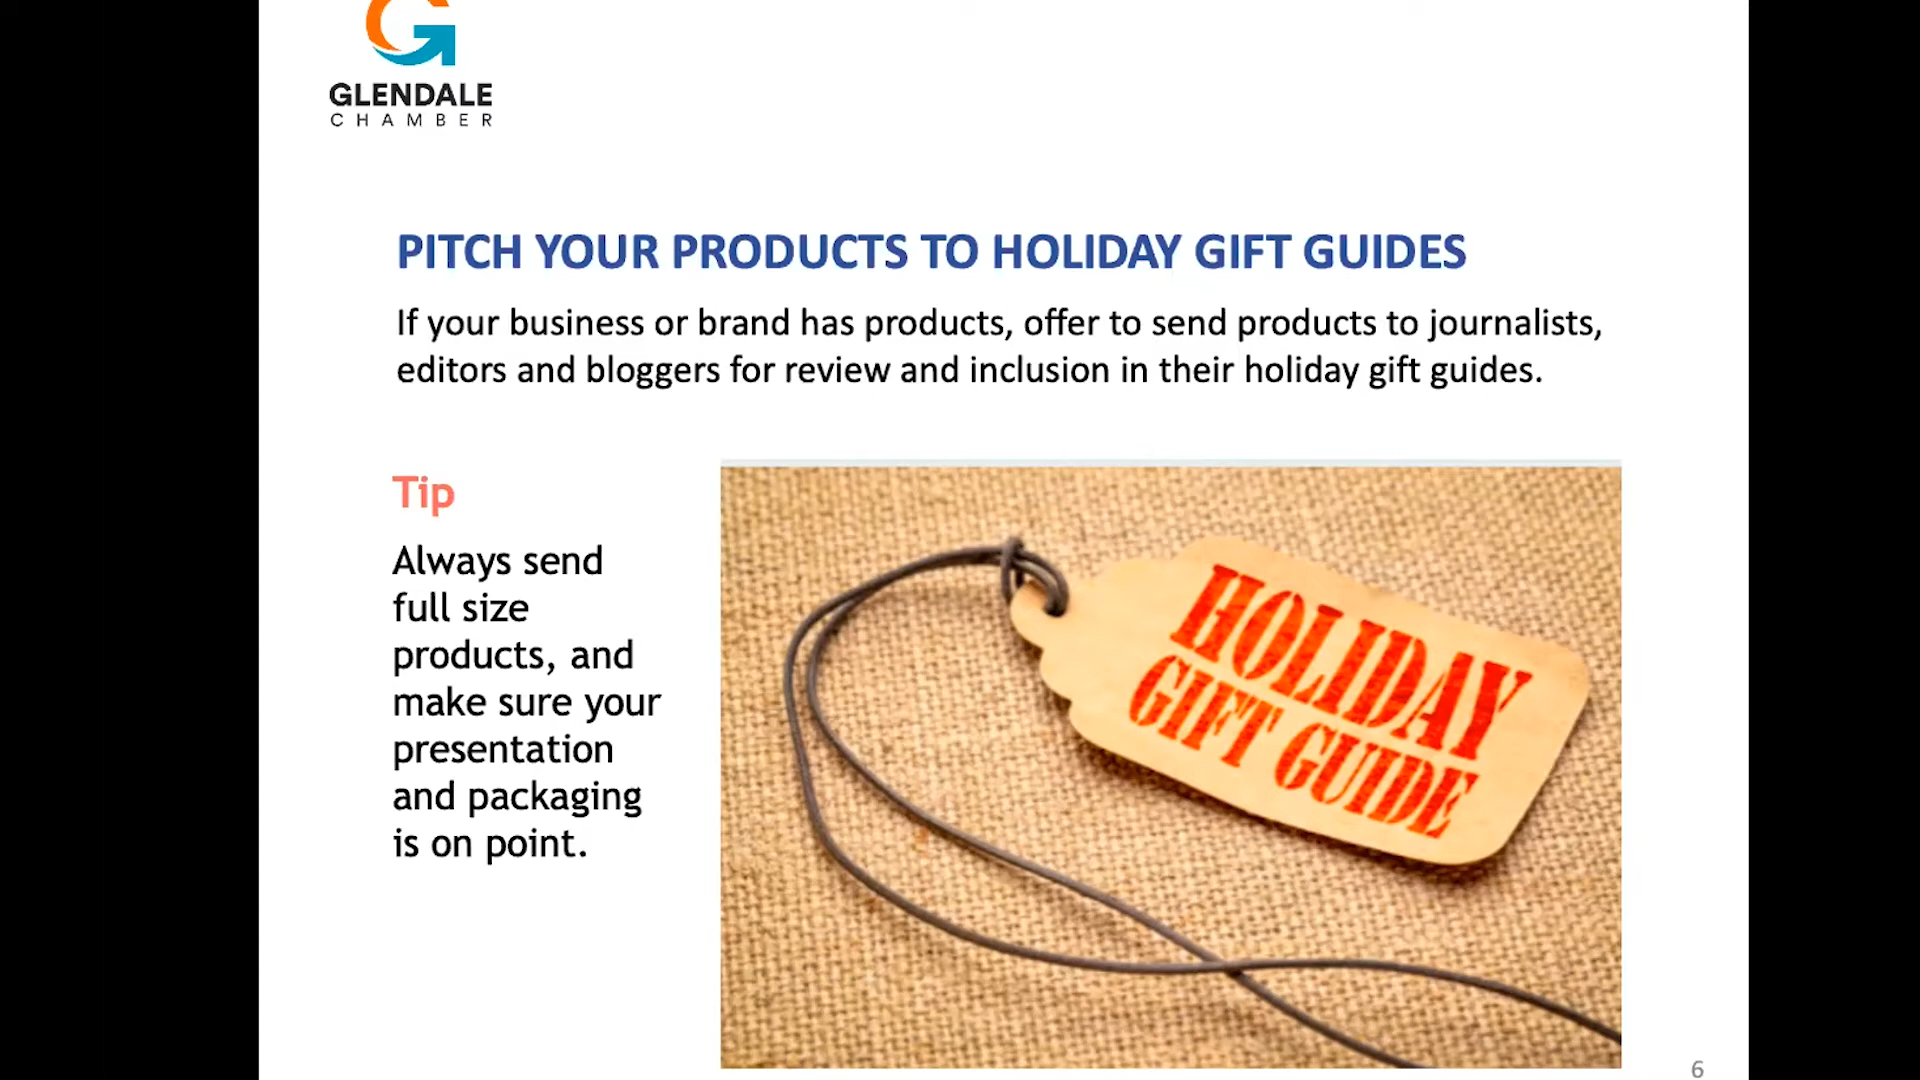 GLENDALE
CHAMBER
PITCH YOUR PRODUCTS TO HOLIDAY GIFT GUIDES
If your business or brand has products, offer to send products to journalists,
editors and bloggers for review and inclusion in their holiday gift guides.
Tip
Always send
full size
products, and
make sure your
presentation
and packaging
is on point.
HOLIDAY
GIFT GUIDE
6